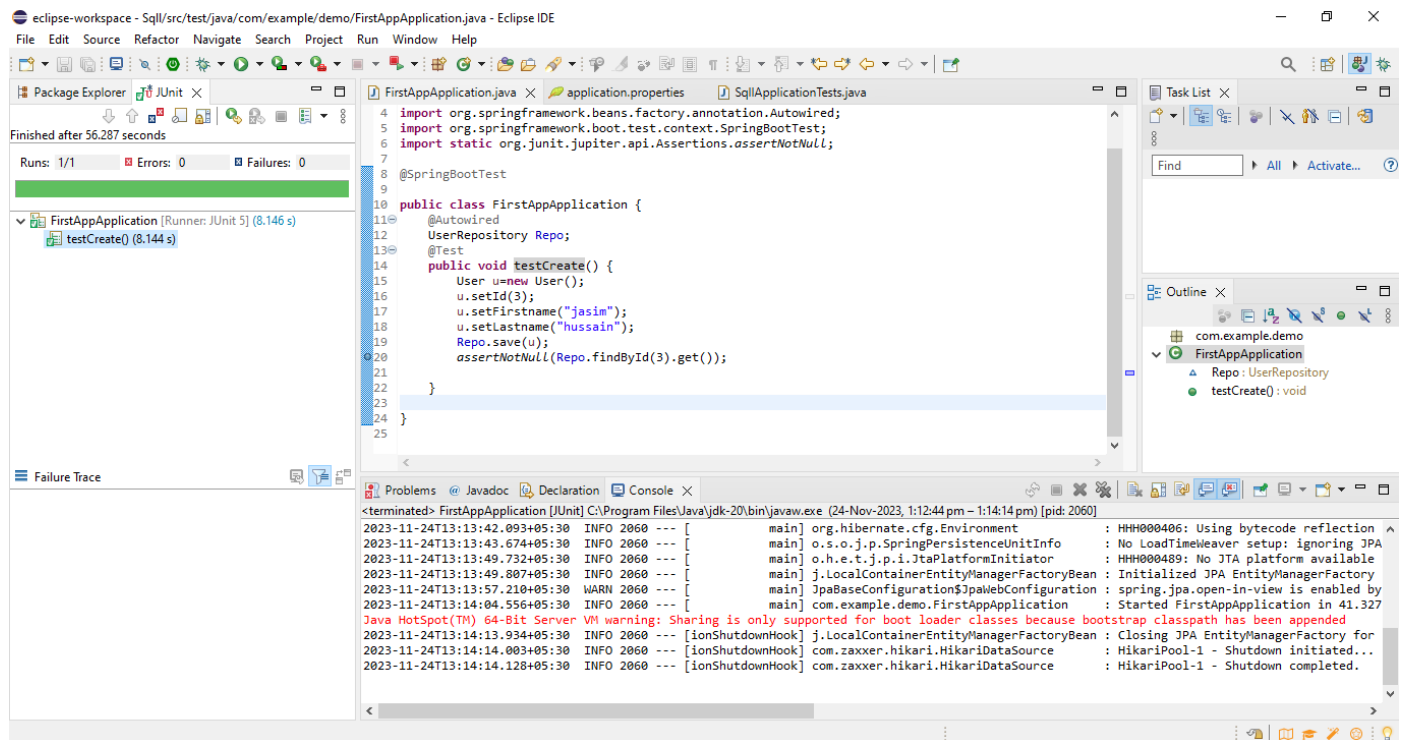 eclipse-workspace - Sqll/src/test/java/com/example/demo/FirstAppApplication.java - Eclipse IDE
File Edit Source Refactor Navigate Search Project Run Window Help
Package Explorer JUnit
Finished after 56.287 seconds
Runs: 1/1 Errors: 0 Failures: 0
FirstAppApplication [Runner: JUnit 5] (8.146 s)
testCreate() (8.144 s)
Failure Trace
FirstAppApplication.java application.properties SqllApplicationTests.java
4 import org.springframework.beans.factory.annotation.Autowired;
5 import org.springframework.boot.test.context.SpringBootTest;
6 import static org.junit.jupiter.api.Assertions.assertNotNull;
7
8 @SpringBootTest
9
10 public class FirstAppApplication {
11 @Autowired
12 UserRepository Repo;
13 @Test
14 public void testCreate() {
15 User u=new User();
16 u.setId(3);
17 u.setFirstname("jasim");
18 u.setLastname("hussain");
19 Repo.save(u);
20 assertNotNull(Repo.findById(3).get());
21
22 }
23
24 }
25
Task List
Find All Activate...
Outline
com.example.demo
FirstAppApplication
Repo : UserRepository
testCreate() : void
Problems Javadoc Declaration Console
<terminated> FirstAppApplication [JUnit] C:\Program Files\Java\jdk-20\bin\javaw.exe (24-Nov-2023, 1:12:44 pm – 1:14:14 pm) [pid: 2060]
2023-11-24T13:13:42.093+05:30 INFO 2060 --- [ main] org.hibernate.cfg.Environment : HHH000406: Using bytecode reflection
2023-11-24T13:13:43.674+05:30 INFO 2060 --- [ main] o.s.o.j.p.SpringPersistenceUnitInfo : No LoadTimeWeaver setup: ignoring JPA
2023-11-24T13:13:49.732+05:30 INFO 2060 --- [ main] o.h.e.t.j.p.i.JtaPlatformInitiator : HHH000489: No JTA platform available
2023-11-24T13:13:49.807+05:30 INFO 2060 --- [ main] j.LocalContainerEntityManagerFactoryBean : Initialized JPA EntityManagerFactory
2023-11-24T13:13:57.210+05:30 WARN 2060 --- [ main] JpaBaseConfiguration$JpaWebConfiguration : spring.jpa.open-in-view is enabled by
2023-11-24T13:14:04.556+05:30 INFO 2060 --- [ main] com.example.demo.FirstAppApplication : Started FirstAppApplication in 41.327
Java HotSpot(TM) 64-Bit Server VM warning: Sharing is only supported for boot loader classes because bootstrap classpath has been appended
2023-11-24T13:14:13.934+05:30 INFO 2060 --- [ionShutdownHook] j.LocalContainerEntityManagerFactoryBean : Closing JPA EntityManagerFactory for
2023-11-24T13:14:14.003+05:30 INFO 2060 --- [ionShutdownHook] com.zaxxer.hikari.HikariDataSource : HikariPool-1 - Shutdown initiated...
2023-11-24T13:14:14.128+05:30 INFO 2060 --- [ionShutdownHook] com.zaxxer.hikari.HikariDataSource : HikariPool-1 - Shutdown completed.